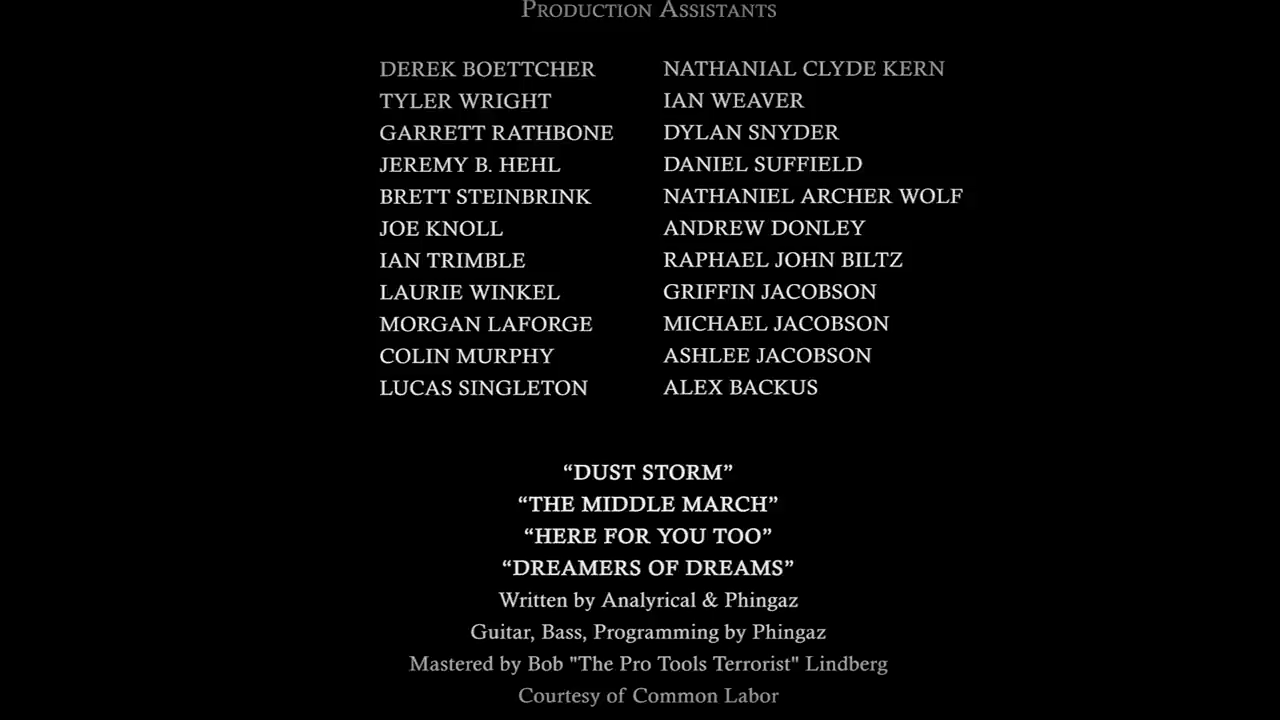 PRODUCTION ASSISTANTS
DEREK BOETTCHER NATHANIAL CLYDE KERN
TYLER WRIGHT IAN WEAVER
GARRETT RATHBONE DYLAN SNYDER
JEREMY B. HEHL DANIEL SUFFIELD
BRETT STEINBRINK NATHANIEL ARCHER WOLF
JOE KNOLL ANDREW DONLEY
IAN TRIMBLE RAPHAEL JOHN BILTZ
LAURIE WINKEL GRIFFIN JACOBSON
MORGAN LAFORGE MICHAEL JACOBSON
COLIN MURPHY ASHLEE JACOBSON
LUCAS SINGLETON ALEX BACKUS
“DUST STORM”
“THE MIDDLE MARCH”
“HERE FOR YOU TOO”
“DREAMERS OF DREAMS”
Written by Analyrical & Phingaz
Guitar, Bass, Programming by Phingaz
Mastered by Bob "The Pro Tools Terrorist" Lindberg
Courtesy of Common Labor